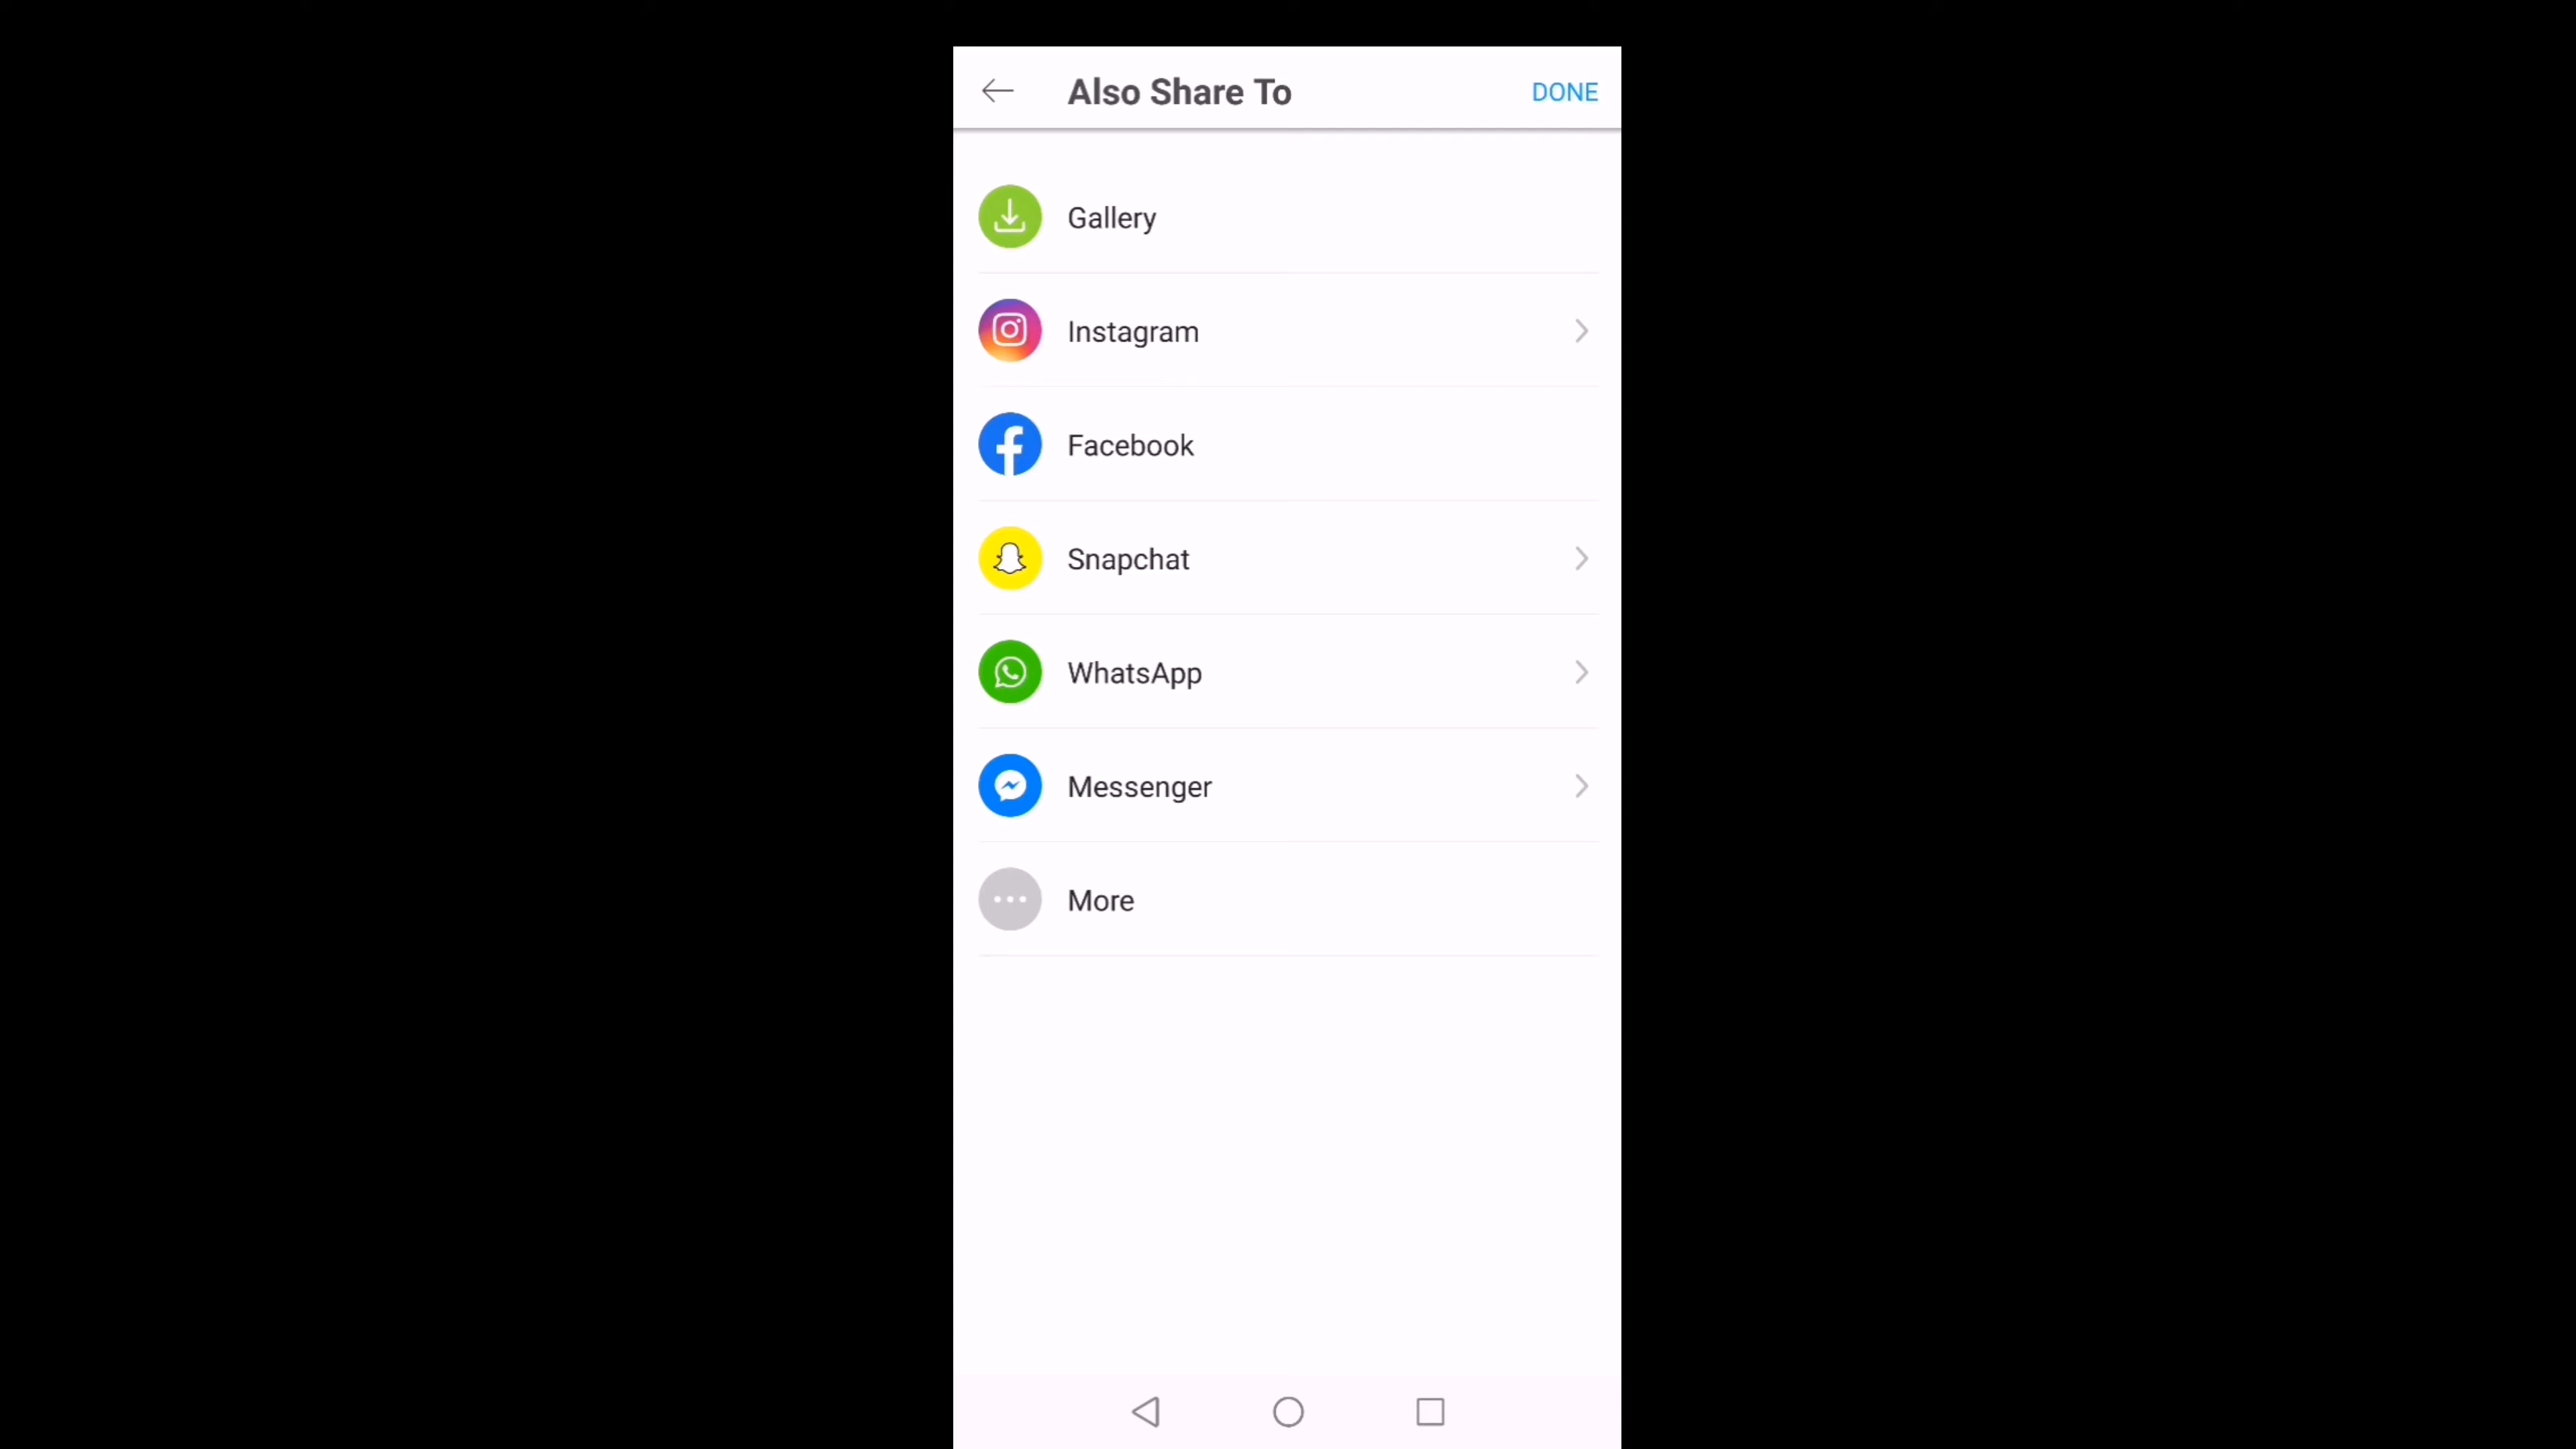 Also Share To
DONE
Gallery
Instagram
Facebook
Snapchat
WhatsApp
Messenger
More